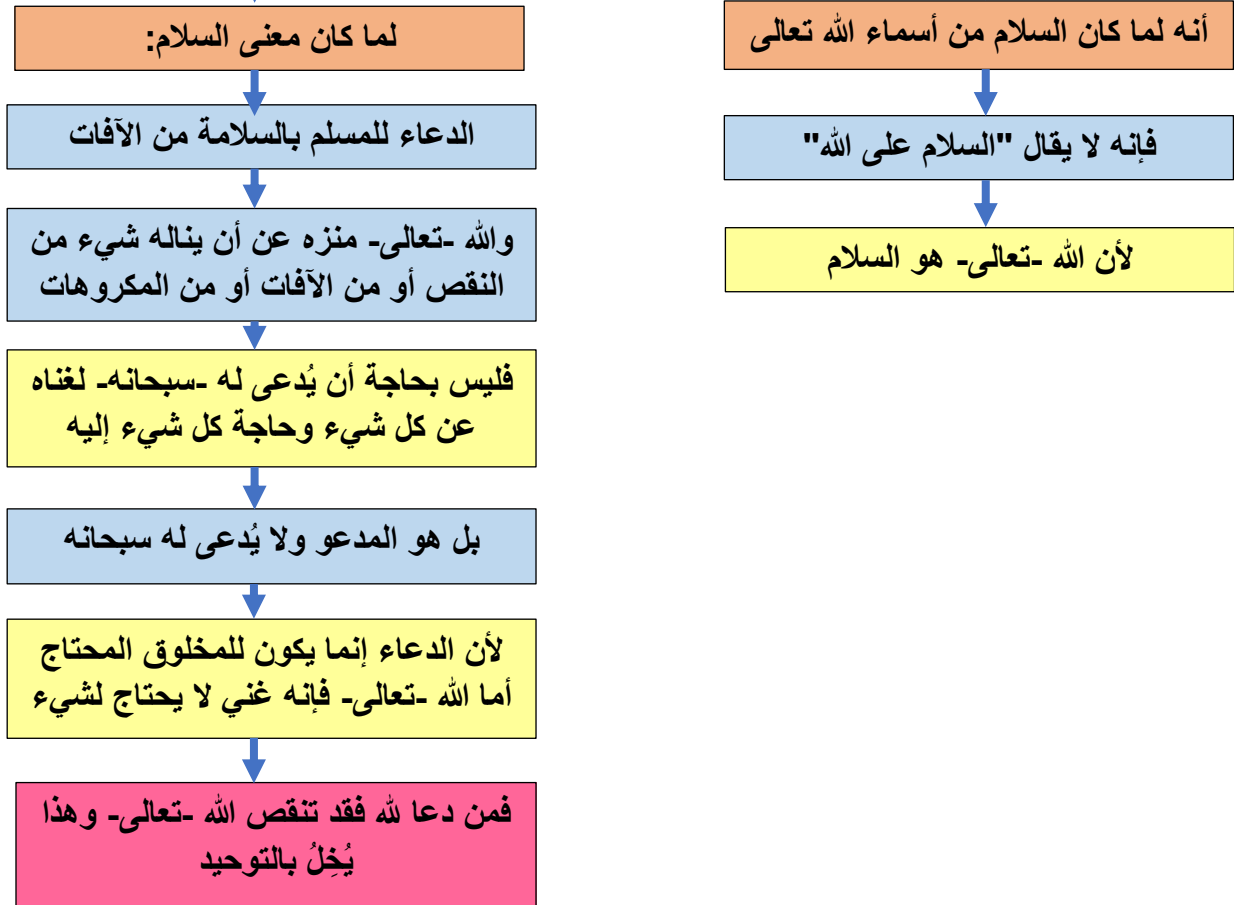 أنه لما كان السلام من أسماء الله تعالى
فإنه لا يقال "السلام على الله"
لأن الله -تعالى- هو السلام
لما كان معنى السلام:
الدعاء للمسلم بالسلامة من الآفات
والله -تعالى- منزه عن أن يناله شيء من
النقص أو من الآفات أو من المكروهات
فليس بحاجة أن يُدعى له -سبحانه- لغناه
عن كل شيء وحاجة كل شيء إليه
بل هو المدعو ولا يُدعى له سبحانه
لأن الدعاء إنما يكون للمخلوق المحتاج
أما الله -تعالى- فإنه غني لا يحتاج لشيء
فمن دعا لله فقد تنقص الله -تعالى- وهذا
يُخِلُ بالتوحيد